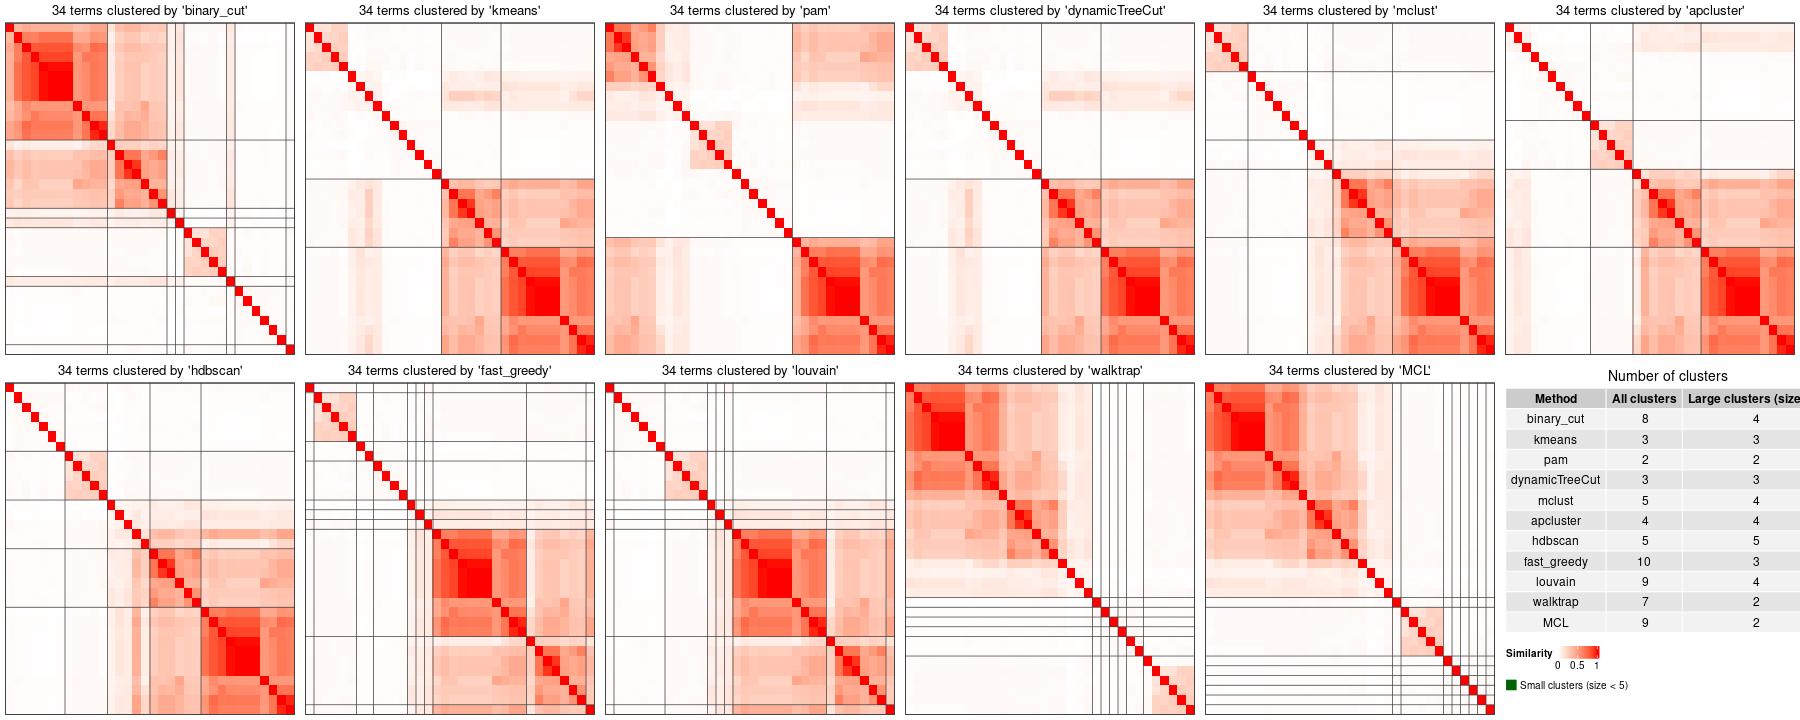 34 terms clustered by 'binary_cut'
34 terms clustered by 'kmeans'
34 terms clustered by 'pam'
34 terms clustered by 'dynamicTreeCut'
34 terms clustered by 'mclust'
34 terms clustered by 'apcluster'
34 terms clustered by 'hdbscan'
34 terms clustered by 'fast_greedy'
34 terms clustered by 'louvain'
34 terms clustered by 'walktrap'
34 terms clustered by 'MCL'
Number of clusters
Method All clusters Large clusters (size
binary_cut 8 4
kmeans 3 3
pam 2 2
dynamicTreeCut 3 3
mclust 5 4
apcluster 4 4
hdbscan 5 5
fast_greedy 10 3
louvain 9 4
walktrap 7 2
MCL 9 2
Similarity
0 0.5 1
Small clusters (size < 5)